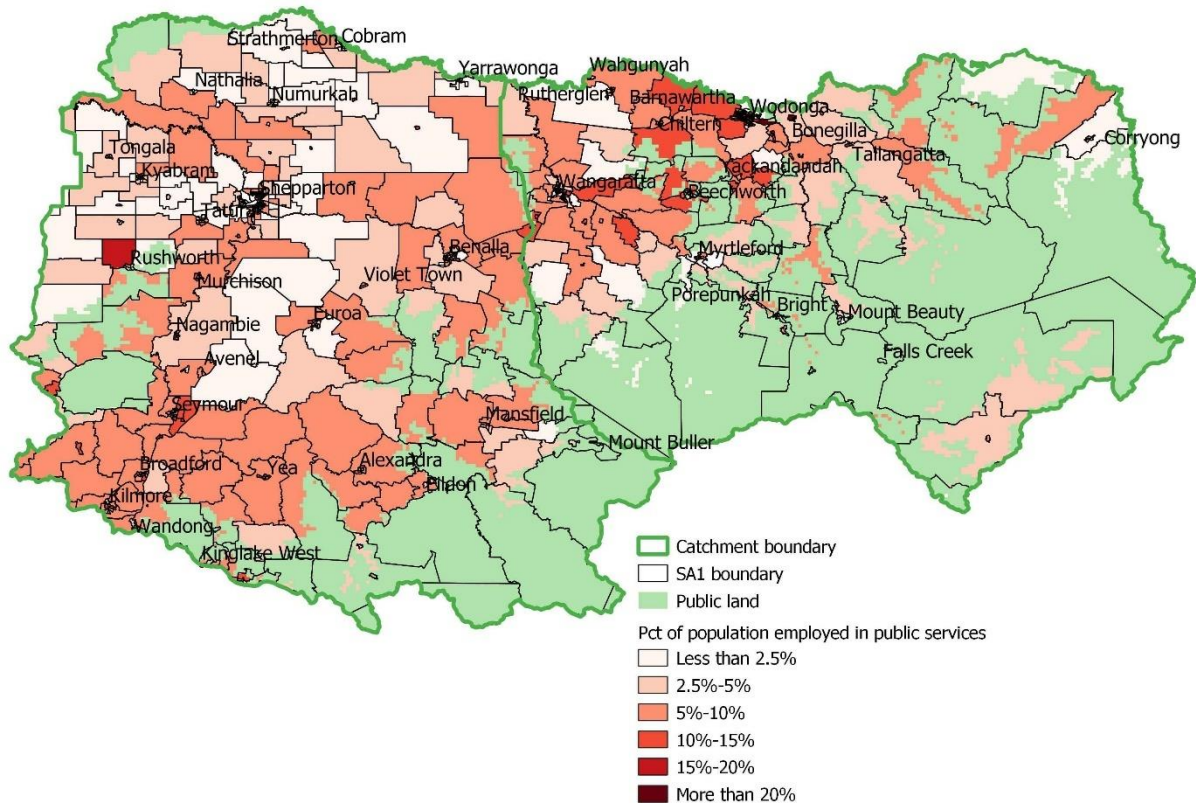 Strathmerton
Cobram
Nathalia
Numurkah
Yarrawonga
Wahgunyah
Rutherglen
Barnawartha
Chiltern
Wodonga
Bonegilla
Tallangatta
Corryong
Tongala
Kyabram
Shepparton
Tatura
Wangaratta
Yackandandah
Beechworth
Rushworth
Murchison
Violet Town
Benalla
Myrtleford
Porepunkah
Bright
Mount Beauty
Falls Creek
Nagambie
Euroa
Avenel
Seymour
Mansfield
Mount Buller
Broadford
Yea
Alexandra
Eildon
Kilmore
Wandong
Kinglake West
Catchment boundary
SA1 boundary
Public land
Pct of population employed in public services
Less than 2.5%
2.5%-5%
5%-10%
10%-15%
15%-20%
More than 20%